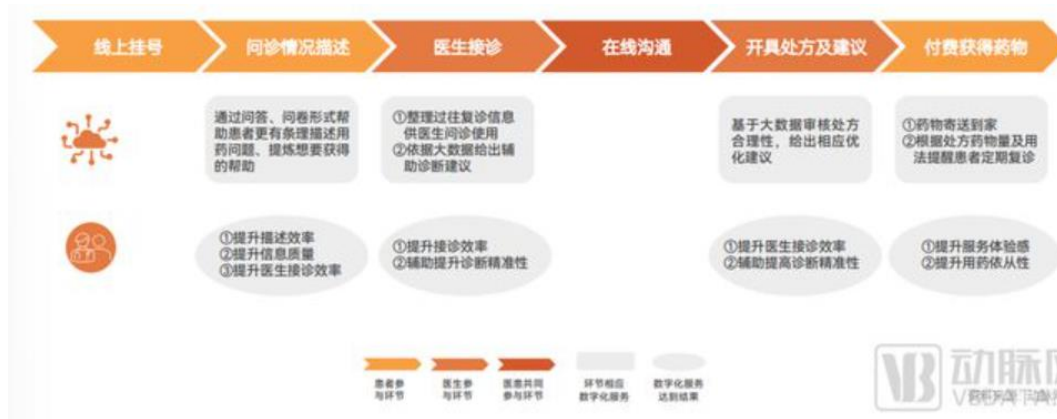 线上挂号
问诊情况描述
医生接诊
在线沟通
开具处方及建议
付费获得药物
通过问答、问卷形式帮
助患者更有条理描述用
药问题、提炼想要获得
的帮助
①整理过往复诊信息
供医生问诊使用
②依据大数据给出辅
助诊断建议
基于大数据审核处方
合理性，给出相应优
化建议
①药物寄送到家
②根据处方药物量及用
法提醒患者定期复诊
①提升描述效率
②提升信息质量
③提升医生接诊效率
①提升接诊效率
②辅助提升诊断精准性
①提升医生接诊效率
②辅助提高诊断精准性
①提升服务体验感
②提升用药依从性
患者参
与环节
医生参
与环节
医患共同
参与环节
环节相应
数字化服务
数字化服务
达到结果
动脉